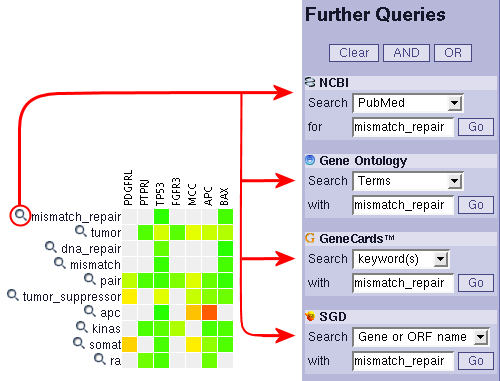 Further Queries
Clear AND OR
NCBI
Search PubMed
for mismatch_repair Go
Gene Ontology
Search Terms
with mismatch_repair Go
GeneCards™
Search keyword(s)
with mismatch_repair Go
SGD
Search Gene or ORF name
with mismatch_repair Go
PDGFRL PTPRJ TP53 FGFR3 MCC APC BAX
mismatch_repair
tumor
dna_repair
mismatch
pair
tumor_suppressor
apc
kinas
somat
ra